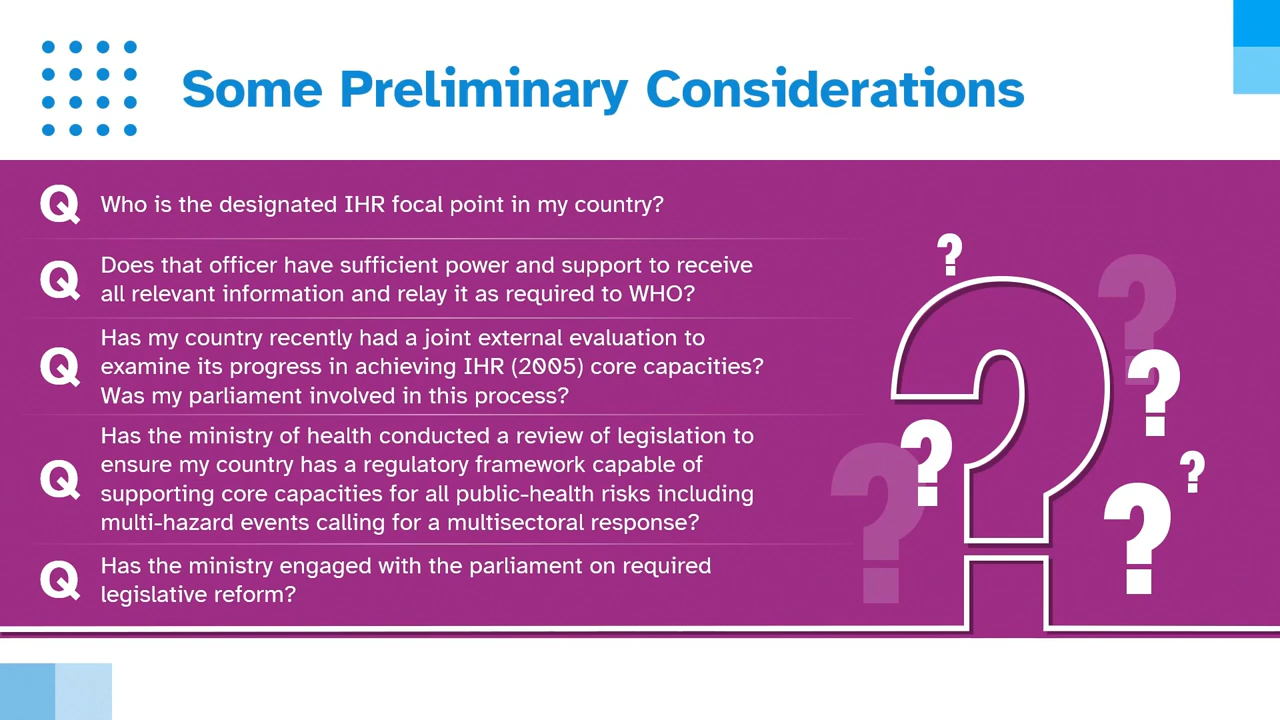 Some Preliminary Considerations
Q Who is the designated IHR focal point in my country?
Q Does that officer have sufficient power and support to receive
all relevant information and relay it as required to WHO?
Q Has my country recently had a joint external evaluation to
examine its progress in achieving IHR (2005) core capacities?
Was my parliament involved in this process?
Q Has the ministry of health conducted a review of legislation to
ensure my country has a regulatory framework capable of
supporting core capacities for all public-health risks including
multi-hazard events calling for a multisectoral response?
Q Has the ministry engaged with the parliament on required
legislative reform?